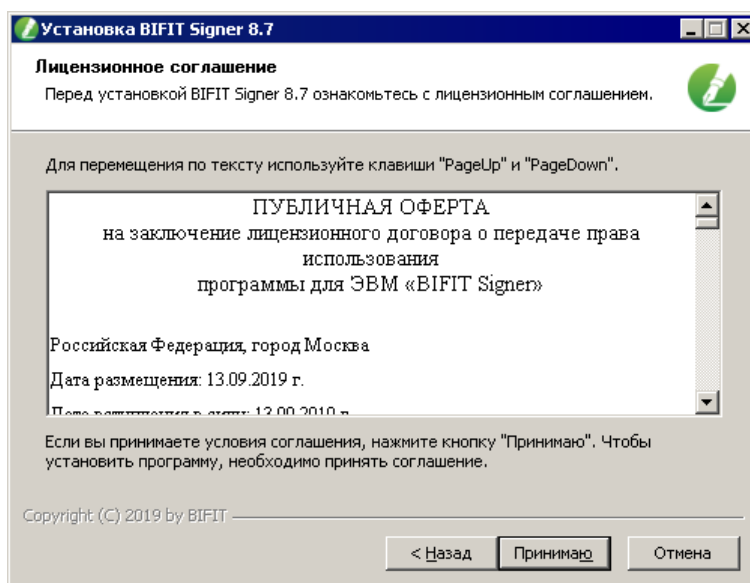 Установка BIFIT Signer 8.7
Лицензионное соглашение
Перед установкой BIFIT Signer 8.7 ознакомьтесь с лицензионным соглашением.
Для перемещения по тексту используйте клавиши "PageUp" и "PageDown".
ПУБЛИЧНАЯ ОФЕРТА
на заключение лицензионного договора о передаче права
использования
программы для ЭВМ «BIFIT Signer»
Российская Федерация, город Москва
Дата размещения: 13.09.2019 г.
Если вы принимаете условия соглашения, нажмите кнопку "Принимаю". Чтобы
установить программу, необходимо принять соглашение.
Copyright (C) 2019 by BIFIT
< Назад Принимаю Отмена